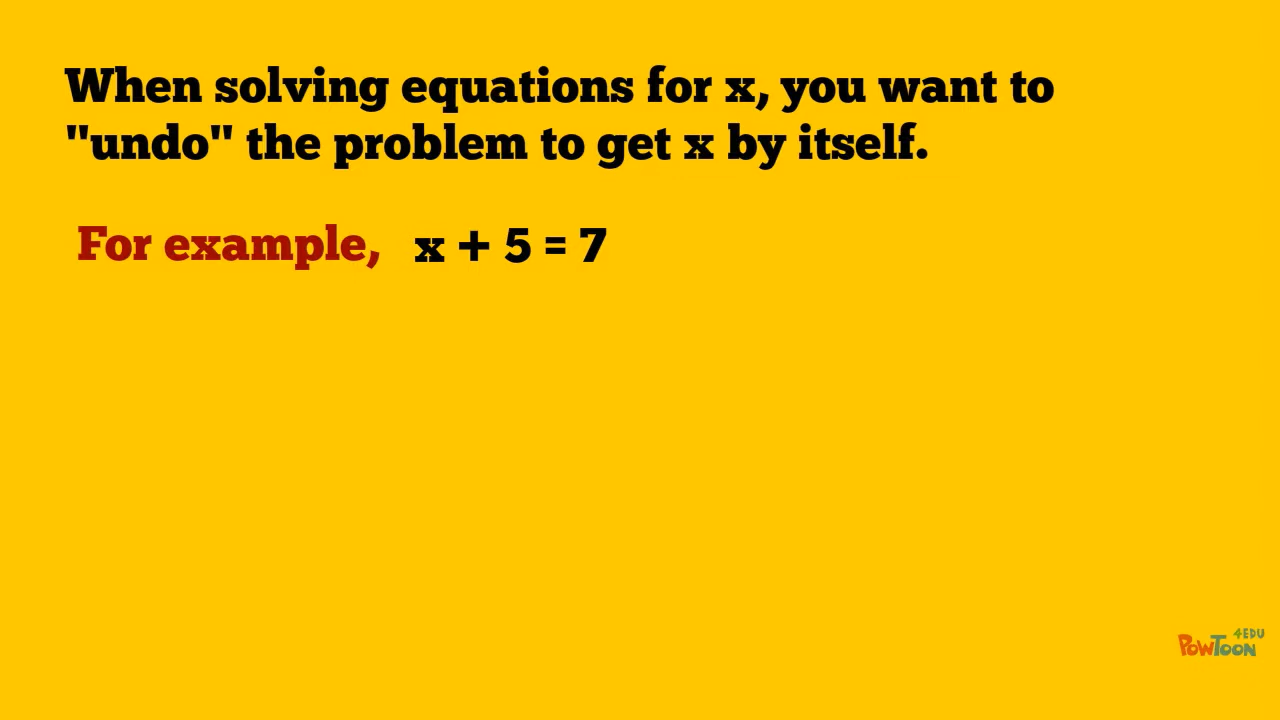 When solving equations for x, you want to
"undo" the problem to get x by itself.
For example, x + 5 = 7
4EDU
POWTOON